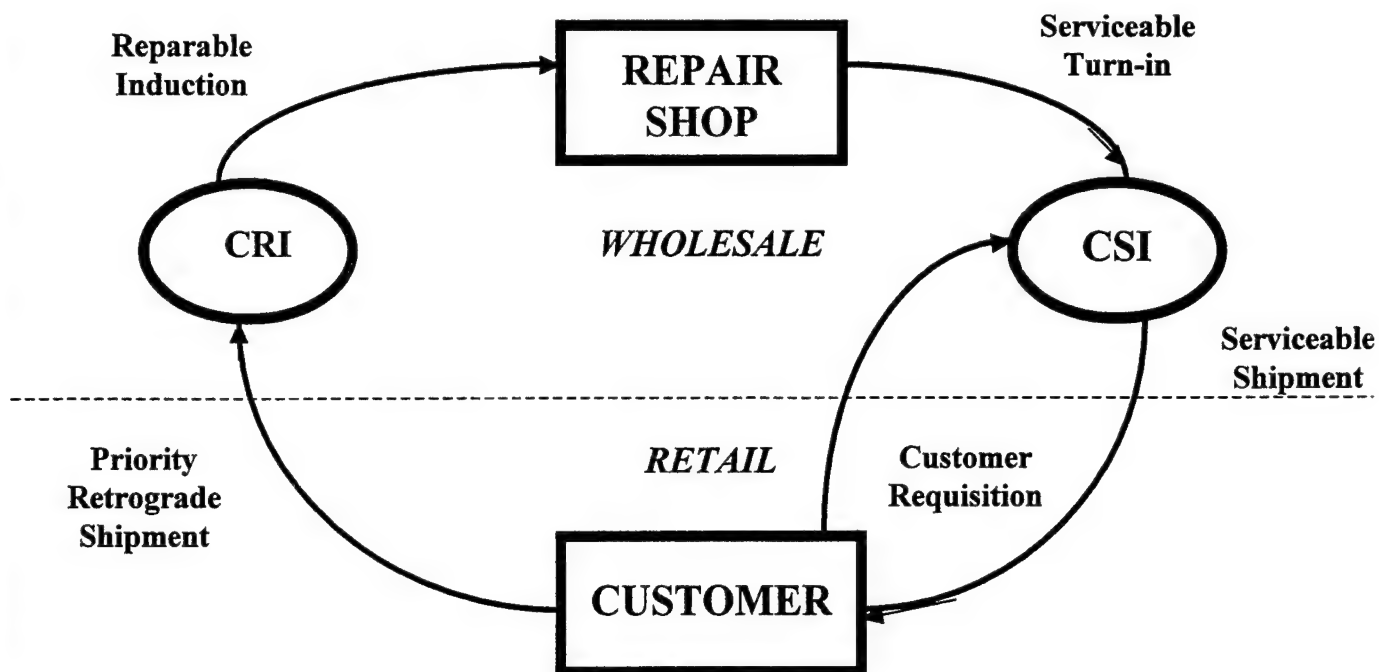 Reparable
Induction
REPAIR
SHOP
Serviceable
Turn-in
CRI
WHOLESALE
CSI
Serviceable
Shipment
Priority
Retrograde
Shipment
RETAIL
Customer
Requisition
CUSTOMER